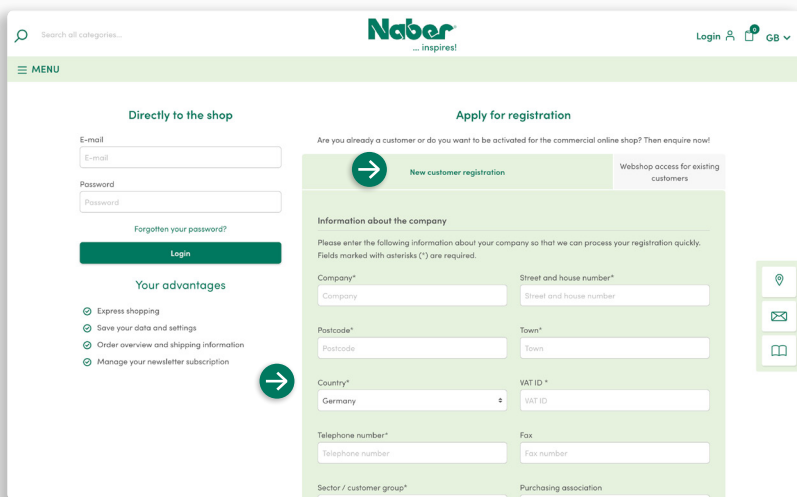 Search all categories...
Naber
... inspires!
Login
0
GB
MENU
Directly to the shop
E-mail
E-mail
Password
Password
Forgotten your password?
Login
Your advantages
Express shopping
Save your data and settings
Order overview and shipping information
Manage your newsletter subscription
Apply for registration
Are you already a customer or do you want to be activated for the commercial online shop? Then enquire now!
New customer registration
Webshop access for existing
customers
Information about the company
Please enter the following information about your company so that we can process your registration quickly.
Fields marked with asterisks (*) are required.
Company*
Company
Street and house number*
Street and house number
Postcode*
Postcode
Town*
Town
Country*
Germany
VAT ID *
VAT ID
Telephone number*
Telephone number
Fax
Fax number
Sector / customer group*
Purchasing association